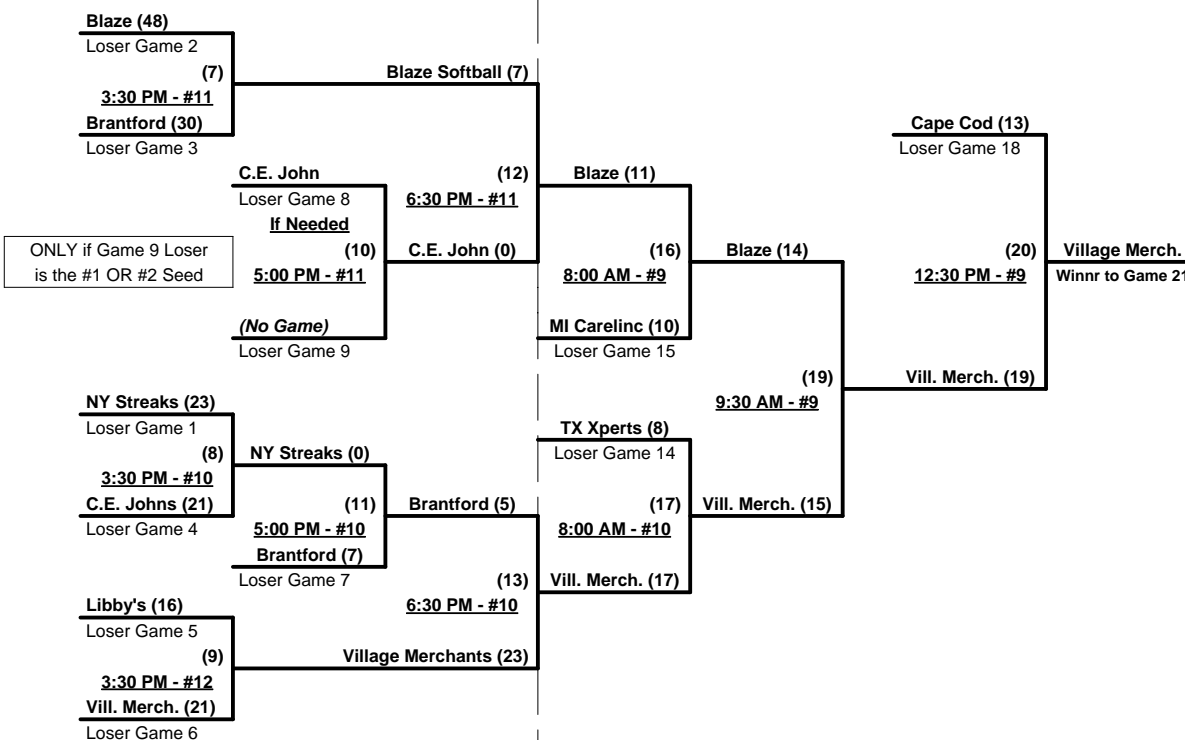 Blaze (48)
Loser Game 2
(7)
Blaze Softball (7)
3:30 PM - #11
Brantford (30)
Loser Game 3
Cape Cod (13)
Loser Game 18
C.E. John
Loser Game 8
If Needed
(12)
6:30 PM - #11
Blaze (11)
ONLY if Game 9 Loser
is the #1 OR #2 Seed
(10)
5:00 PM - #11
C.E. John (0)
(16)
8:00 AM - #9
Blaze (14)
(20)
12:30 PM - #9
Village Merch.
Winnr to Game 21
(No Game)
Loser Game 9
MI Carelinc (10)
Loser Game 15
(19)
9:30 AM - #9
Vill. Merch. (19)
NY Streaks (23)
Loser Game 1
(8)
3:30 PM - #10
NY Streaks (0)
TX Xperts (8)
Loser Game 14
C.E. Johns (21)
Loser Game 4
(11)
5:00 PM - #10
Brantford (5)
(17)
8:00 AM - #10
Vill. Merch. (15)
Brantford (7)
Loser Game 7
(13)
6:30 PM - #10
Vill. Merch. (17)
Libby's (16)
Loser Game 5
(9)
3:30 PM - #12
Village Merchants (23)
Vill. Merch. (21)
Loser Game 6